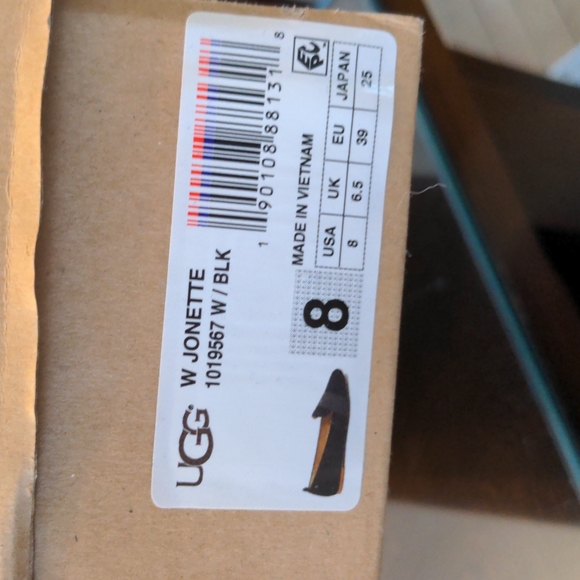 UGG
W JONETTE
1019567 W / BLK
1 90108 88131 8
MADE IN VIETNAM
8
USA UK EU JAPAN
8 6.5 39 25